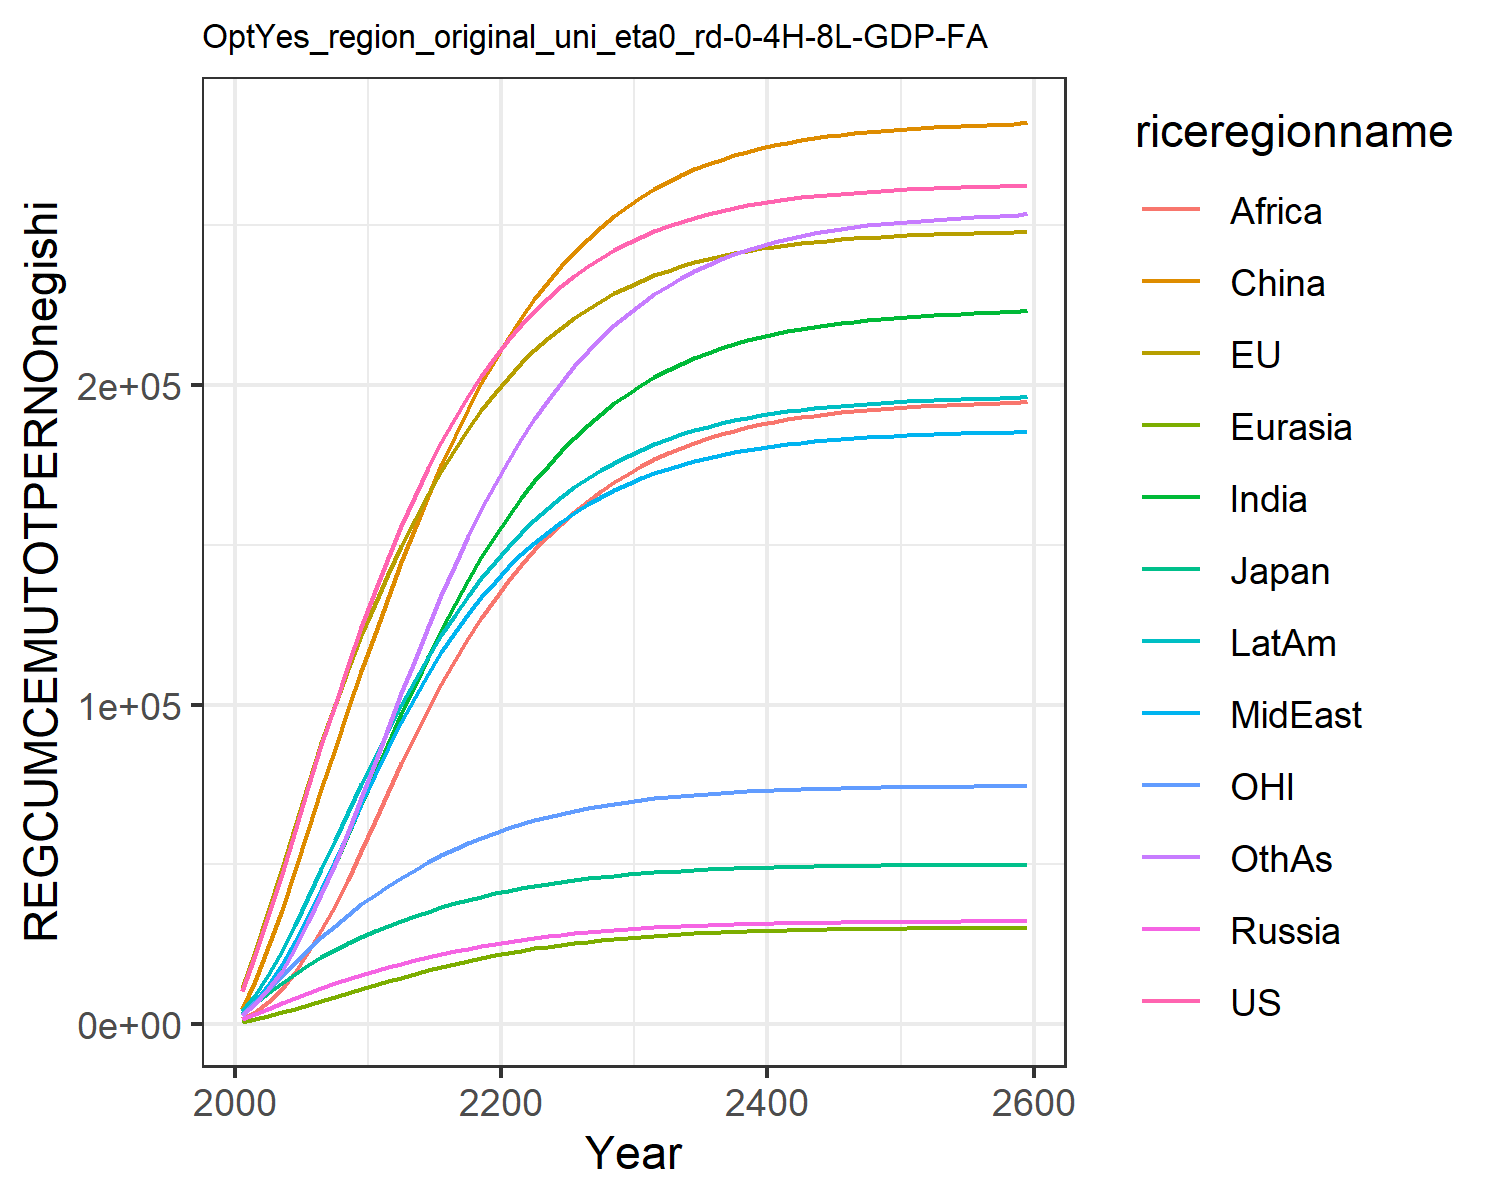 OptYes_region_original_uni_eta0_rd-0-4H-8L-GDP-FA
REGCUMCEMUTOTPERNOnegishi
2e+05
1e+05
0e+00
2000
2200
2400
2600
Year
riceregionname
Africa
China
EU
Eurasia
India
Japan
LatAm
MidEast
OHI
OthAs
Russia
US